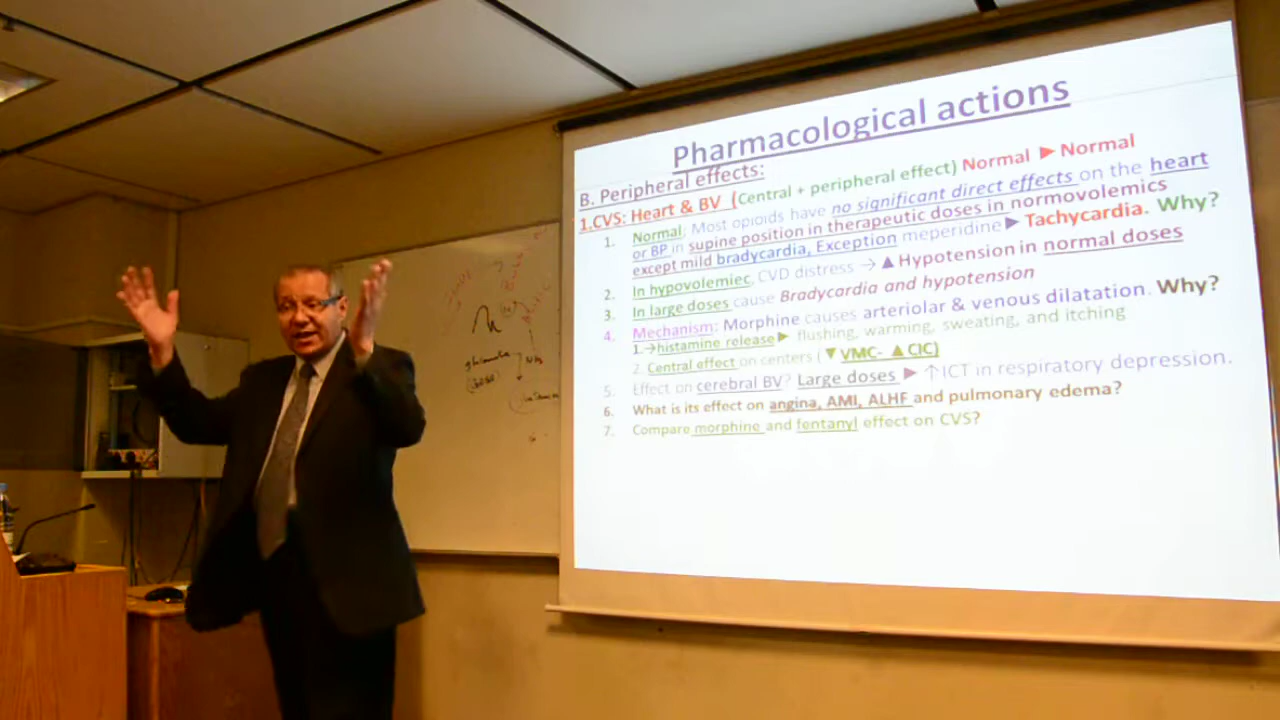 Pharmacological actions
B. Peripheral effects:
1.CVS: Heart & BV (Central + peripheral effect) Normal ► Normal
1. Normal: Most opioids have no significant direct effects on the heart
or BP in supine position in therapeutic doses in normovolemics
except mild bradycardia, Exception meperidine ► Tachycardia. Why?
2. In hypovolemiec, CVD distress → ▲Hypotension in normal doses
3. In large doses cause Bradycardia and hypotension
4. Mechanism: Morphine causes arteriolar & venous dilatation. Why?
1.→histamine release► flushing, warming, sweating, and itching
2. Central effect on centers (▼VMC- ▲CIC)
5. Effect on cerebral BV? Large doses ► ↑ICT in respiratory depression.
6. What is its effect on angina, AMI, ALHF and pulmonary edema?
7. Compare morphine and fentanyl effect on CVS?